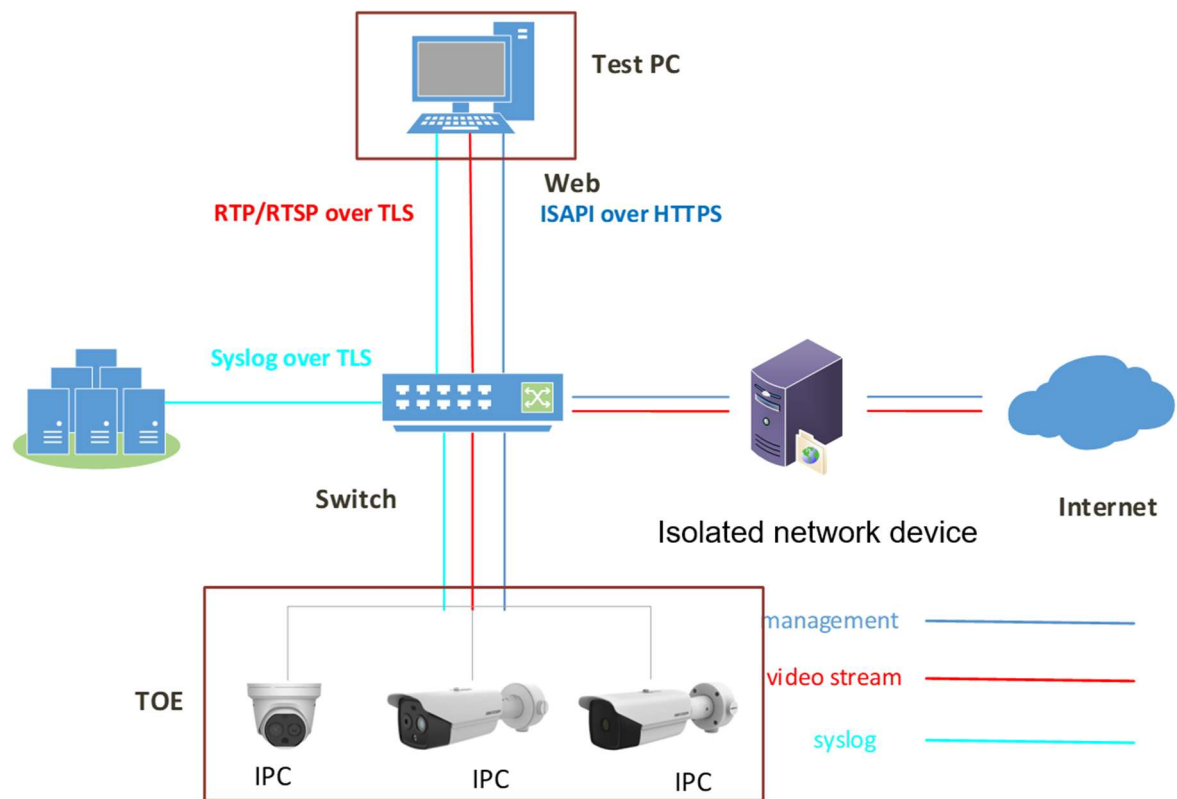 Test PC
Web
RTP/RTSP over TLS
ISAPI over HTTPS
Syslog over TLS
Switch
Internet
Isolated network device
management
video stream
TOE
syslog
IPC
IPC
IPC